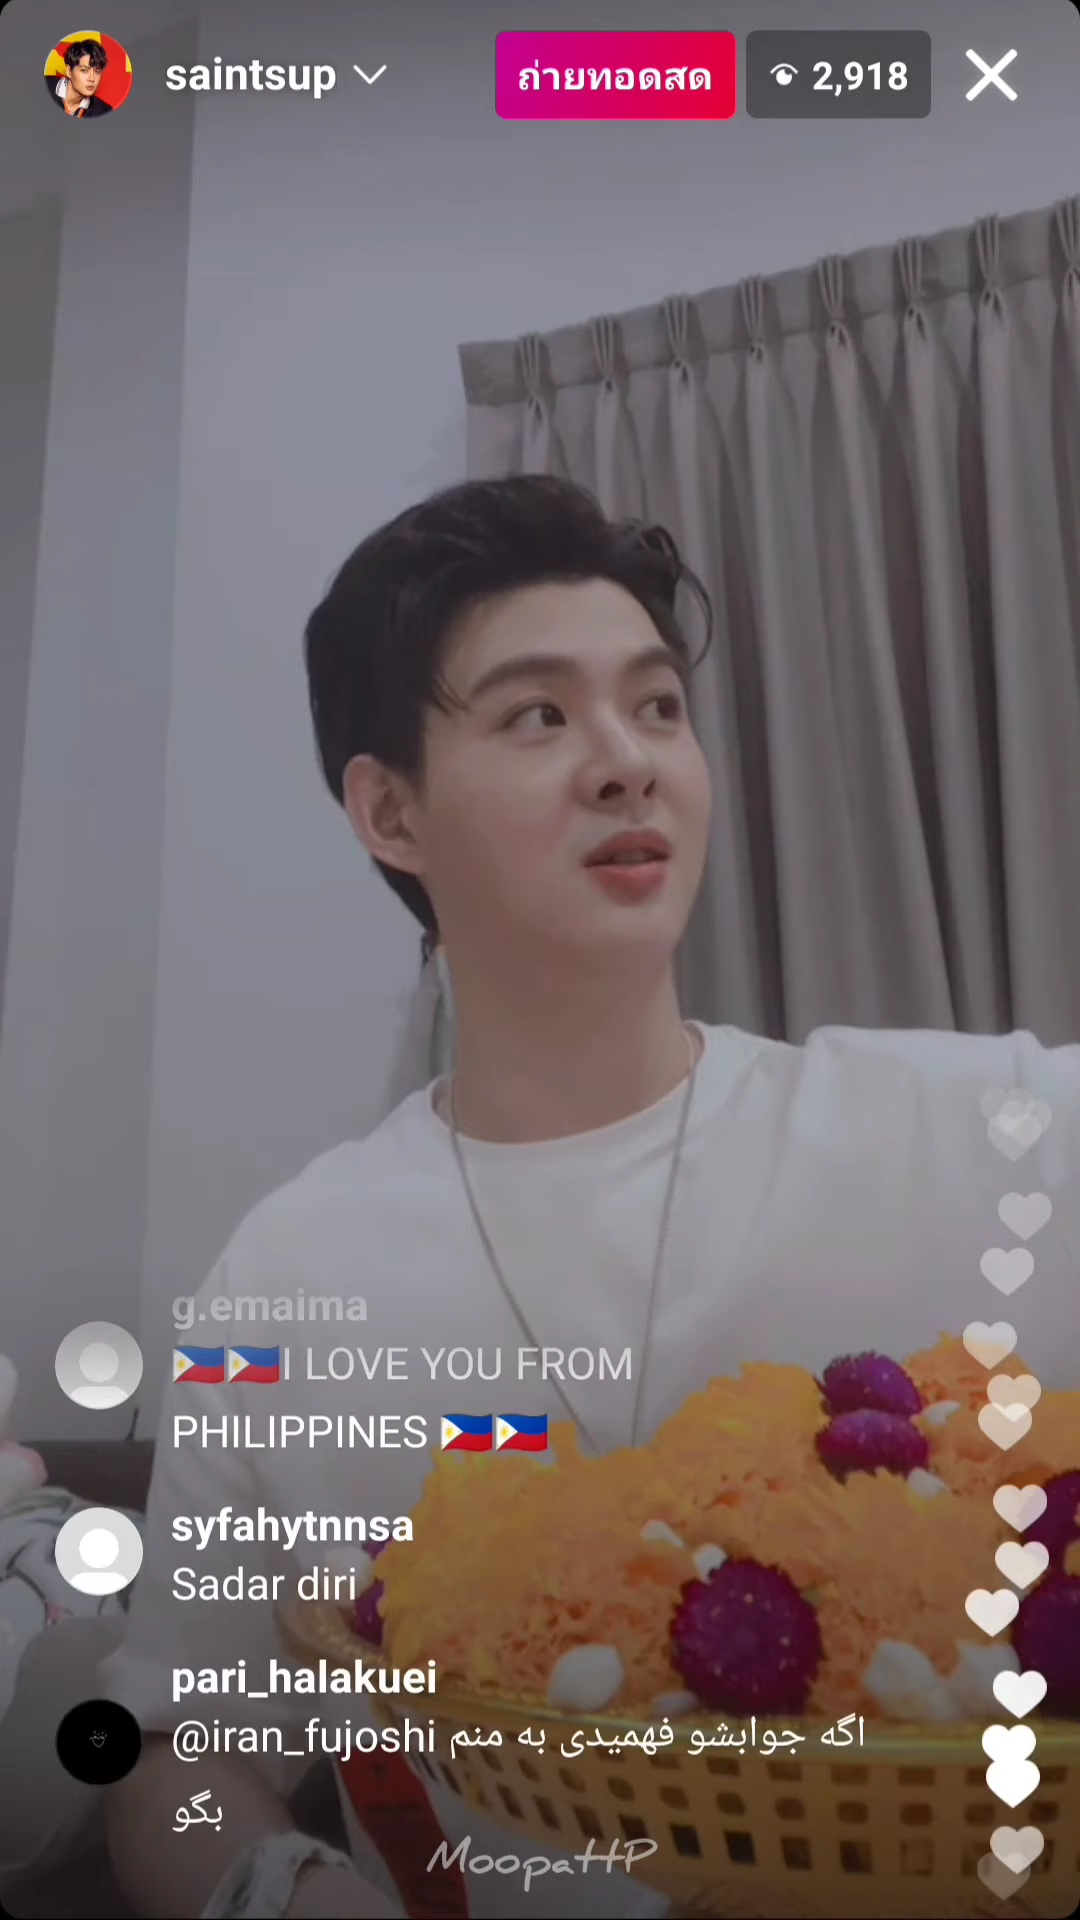 saintsup
ถ่ายทอดสด
2,918
g.emaima
🇵🇭🇵🇭I LOVE YOU FROM
PHILIPPINES 🇵🇭🇵🇭
syfahytnnsa
Sadar diri
pari_halakuei
@iran_fujoshi اگه جوابشو فهمیدی به منم
بگو
MoopaHP